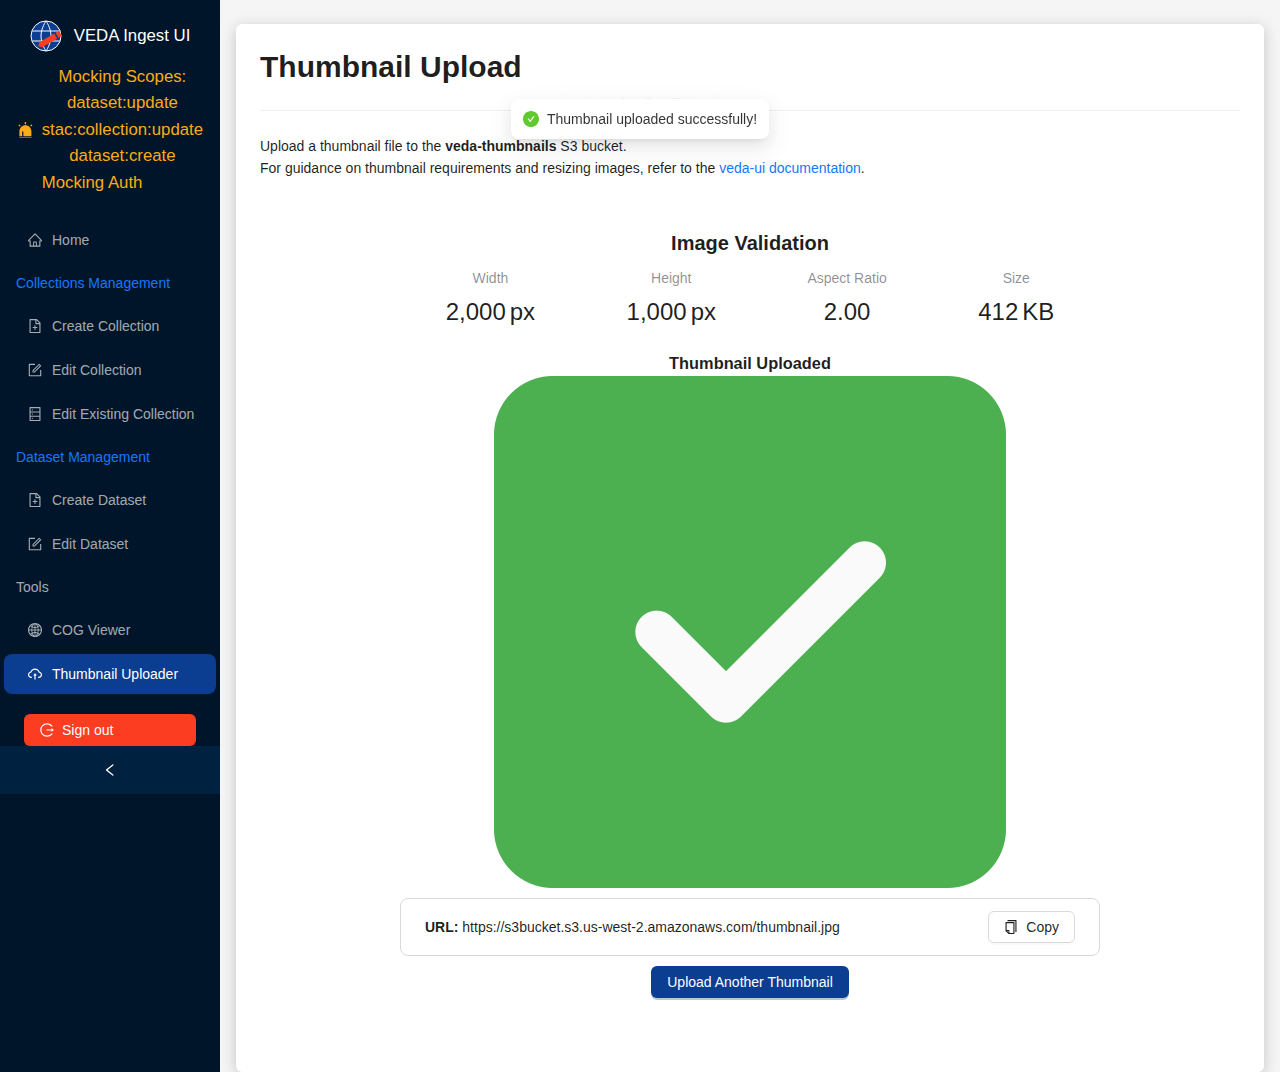 VEDA Ingest UI
Mocking Scopes:
dataset:update
stac:collection:update
dataset:create
Mocking Auth
Home
Collections Management
Create Collection
Edit Collection
Edit Existing Collection
Dataset Management
Create Dataset
Edit Dataset
Tools
COG Viewer
Thumbnail Uploader
Sign out
Thumbnail Upload
Thumbnail uploaded successfully!
Upload a thumbnail file to the veda-thumbnails S3 bucket.
For guidance on thumbnail requirements and resizing images, refer to the veda-ui documentation.
Image Validation
Width Height Aspect Ratio Size
2,000 px 1,000 px 2.00 412 KB
Thumbnail Uploaded
URL: https://s3bucket.s3.us-west-2.amazonaws.com/thumbnail.jpg Copy
Upload Another Thumbnail